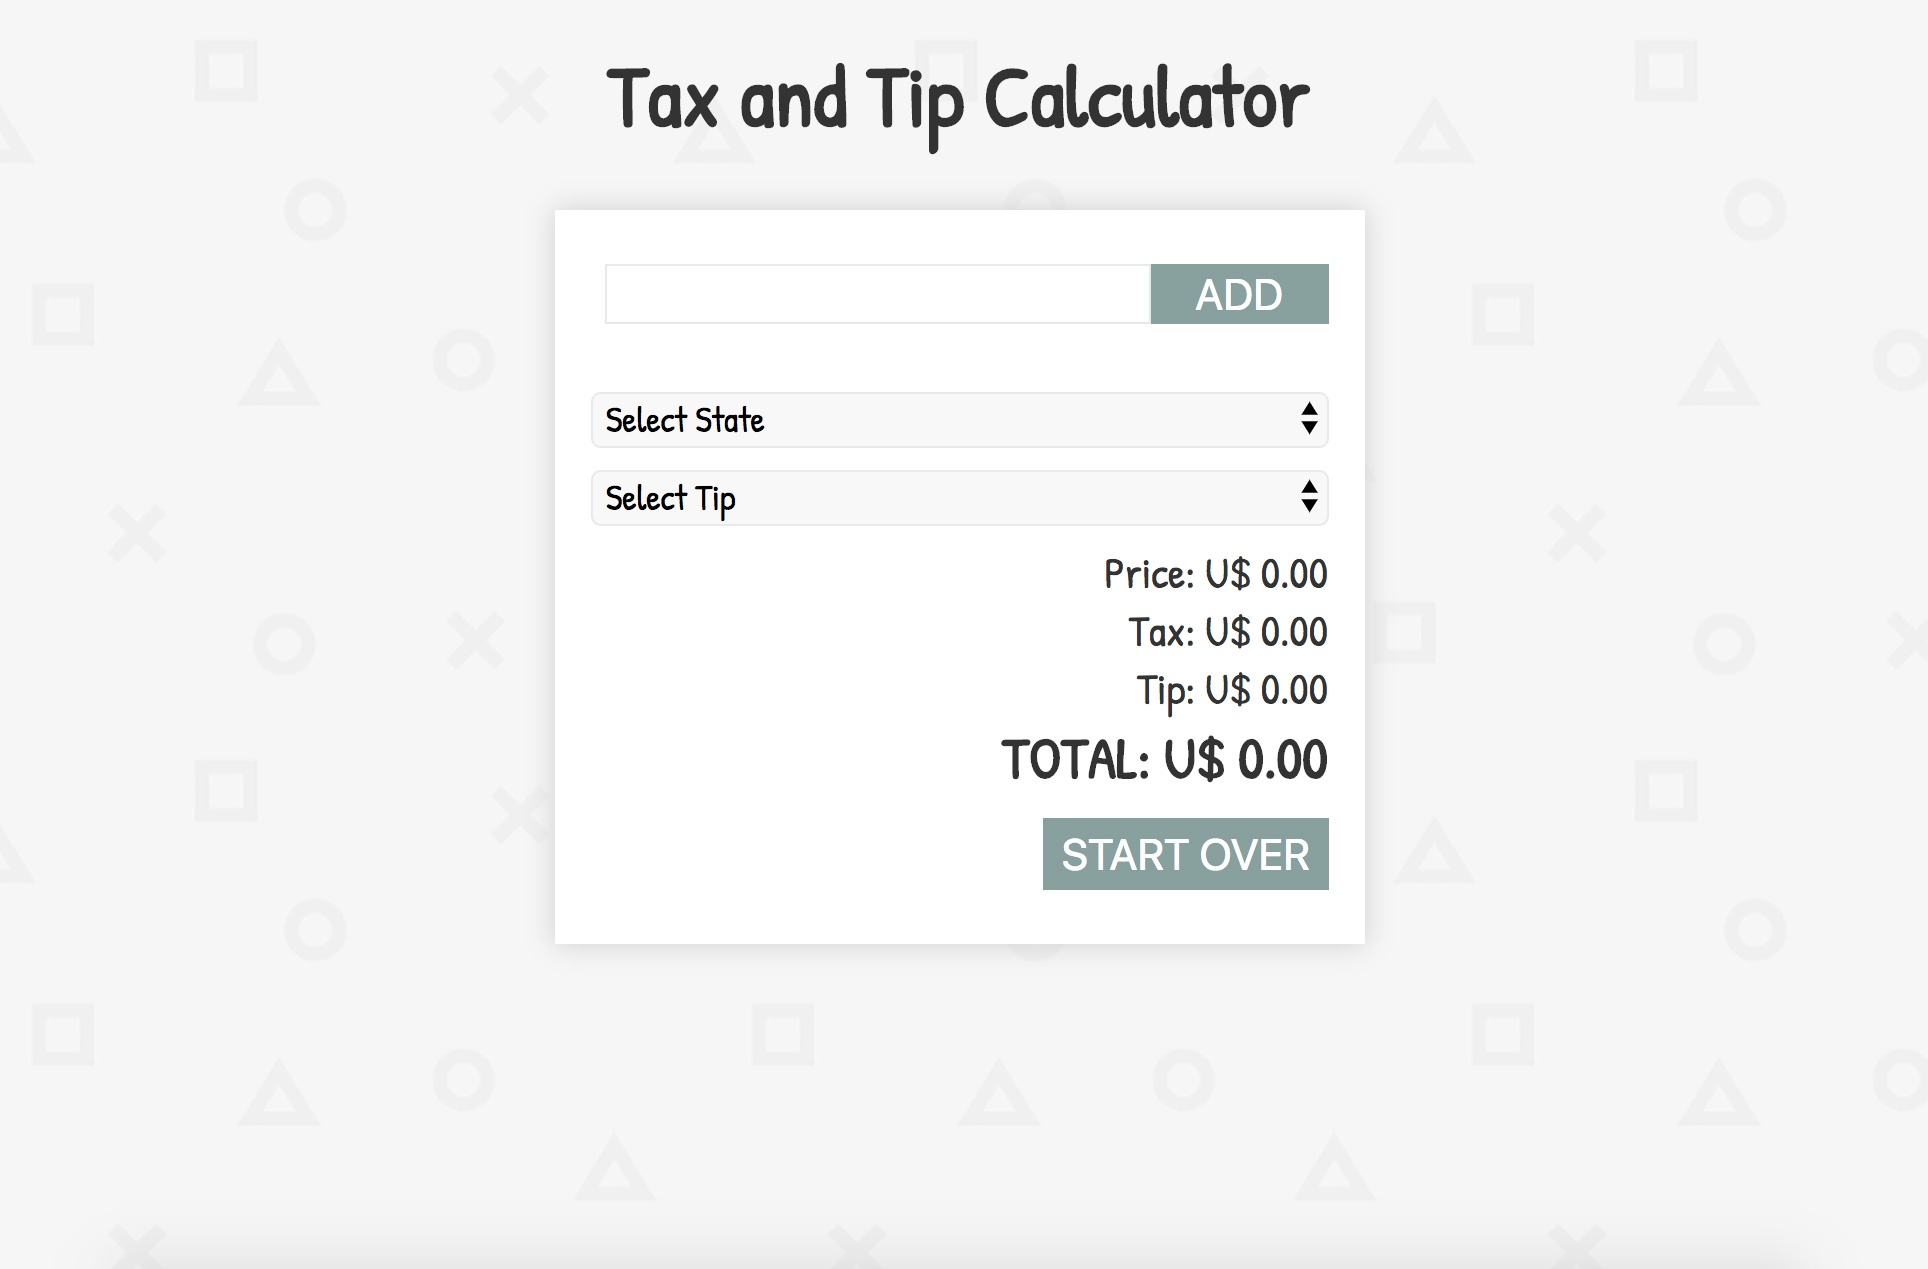 Tax and Tip Calculator
ADD
Select State
Select Tip
Price: U$ 0.00
Tax: U$ 0.00
Tip: U$ 0.00
TOTAL: U$ 0.00
START OVER